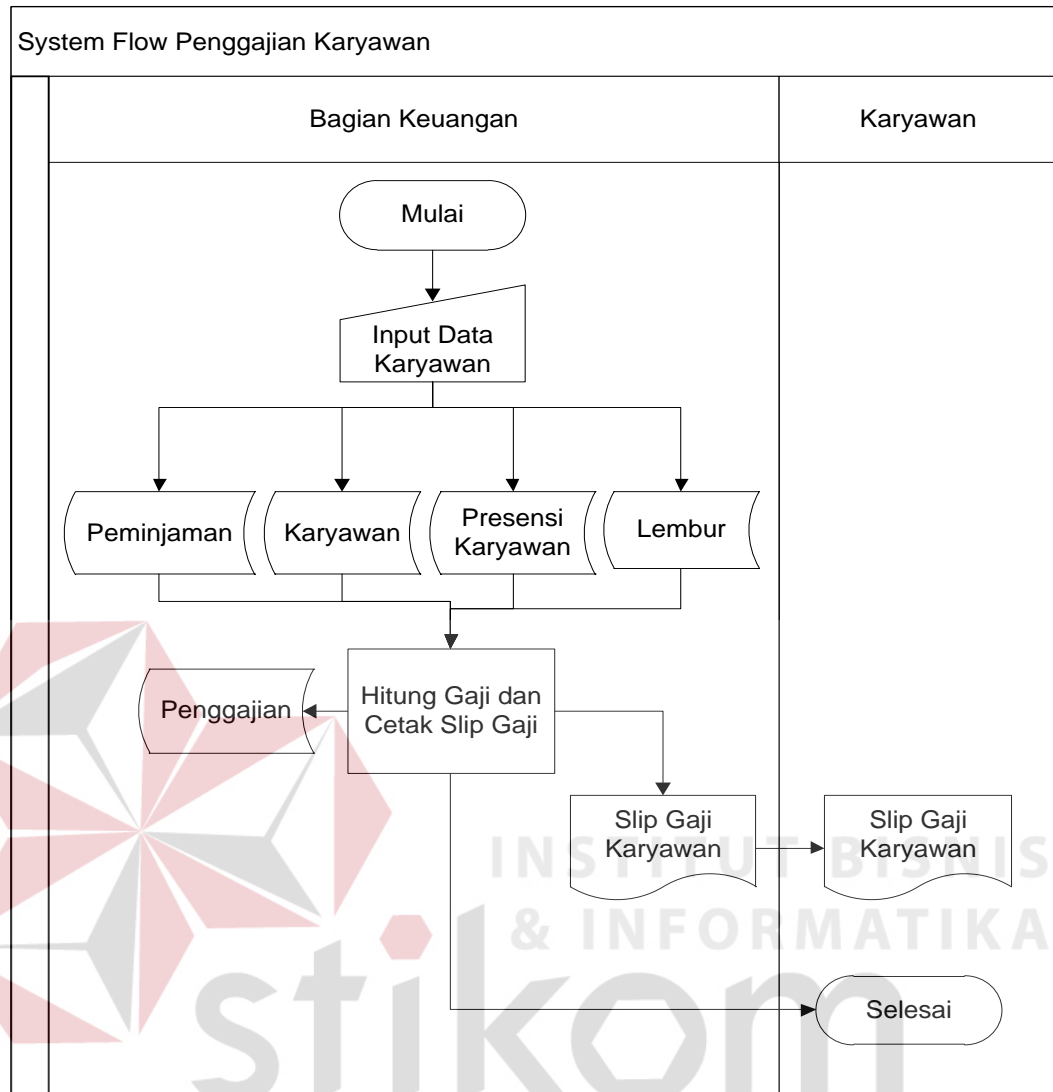 System Flow Penggajian Karyawan
Bagian Keuangan
Karyawan
Mulai
Input Data
Karyawan
Peminjaman
Karyawan
Presensi
Karyawan
Lembur
Penggajian
Hitung Gaji dan
Cetak Slip Gaji
Slip Gaji
Karyawan
Slip Gaji
Karyawan
INSTITUT BISNIS
& INFORMATIKA
stikom
Selesai